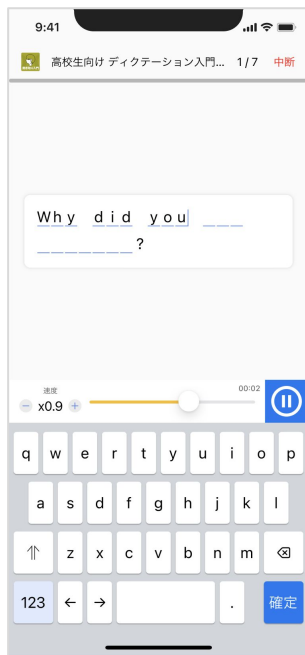 9:41
高校生向け ディクテーション入門... 1/7 中断
Why did you ___
_______?
速度
x0.9
00:02
q w e r t y u i o p
a s d f g h j k l
z x c v b n m
123 ← → . 確定